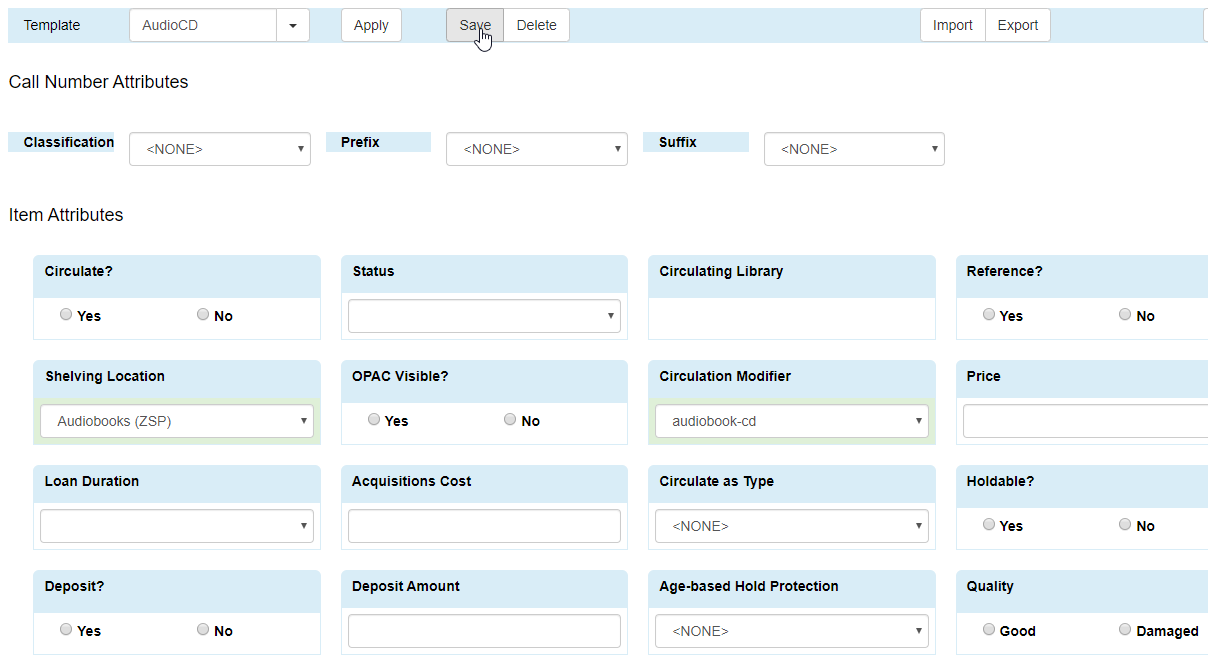 Template AudioCD Apply Save Delete Import Export
Call Number Attributes
Classification <NONE> Prefix <NONE> Suffix <NONE>
Item Attributes
Circulate? Status Circulating Library Reference?
Yes No Yes No
Shelving Location OPAC Visible? Circulation Modifier Price
Audiobooks (ZSP) Yes No audiobook-cd
Loan Duration Acquisitions Cost Circulate as Type Holdable?
<NONE> Yes No
Deposit? Deposit Amount Age-based Hold Protection Quality
Yes No <NONE> Good Damaged